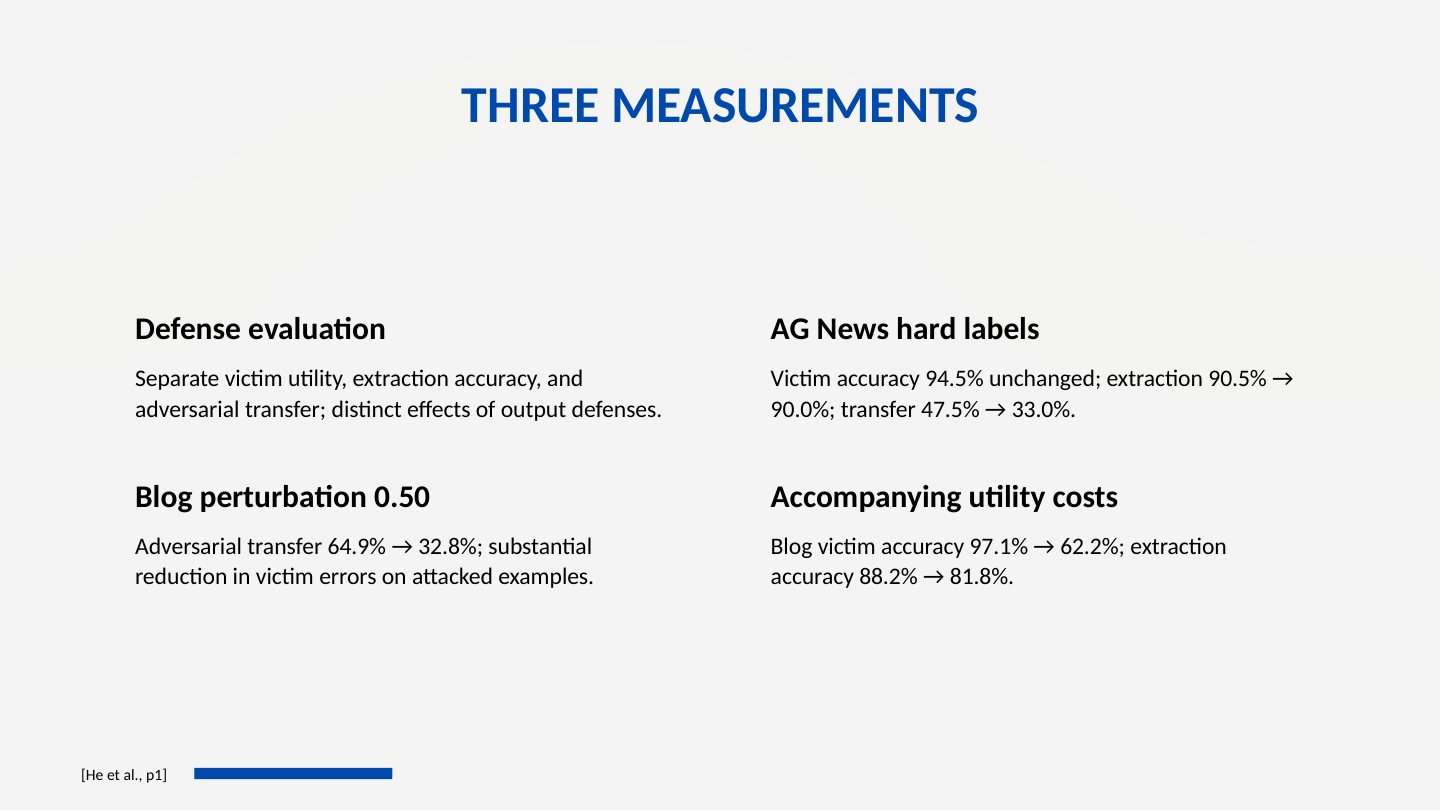 THREE MEASUREMENTS
Defense evaluation
Separate victim utility, extraction accuracy, and
adversarial transfer; distinct effects of output defenses.
AG News hard labels
Victim accuracy 94.5% unchanged; extraction 90.5% →
90.0%; transfer 47.5% → 33.0%.
Blog perturbation 0.50
Adversarial transfer 64.9% → 32.8%; substantial
reduction in victim errors on attacked examples.
Accompanying utility costs
Blog victim accuracy 97.1% → 62.2%; extraction
accuracy 88.2% → 81.8%.
[He et al., p1]